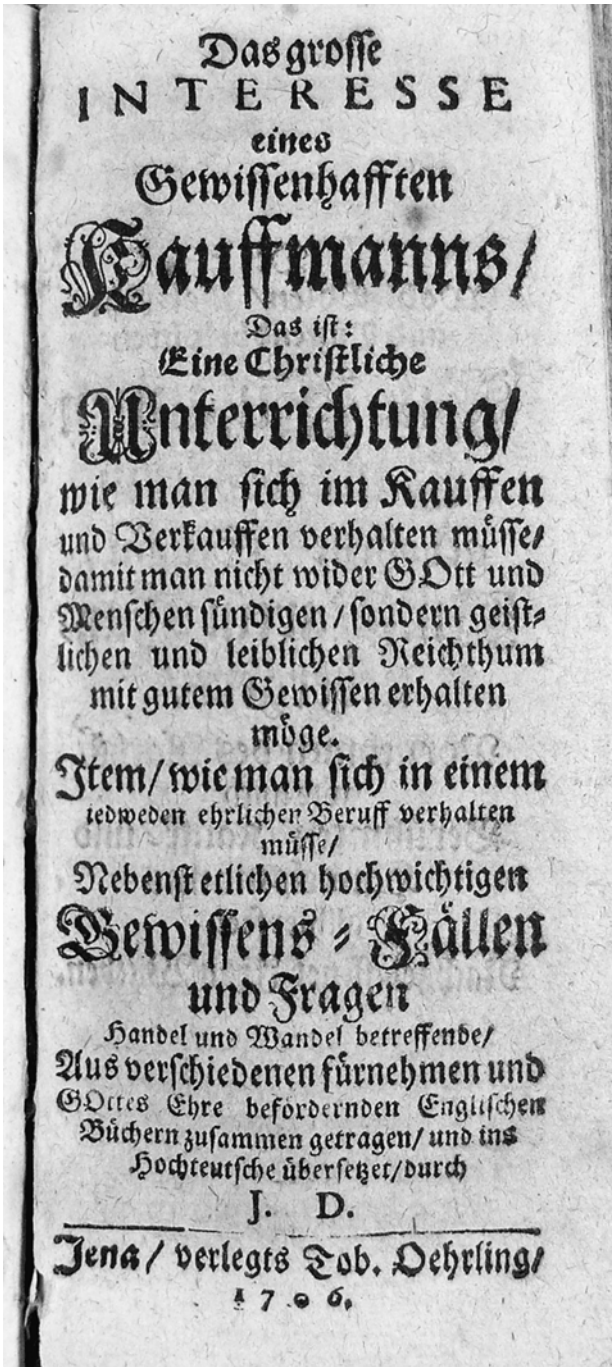 Das grosse
INTERESSE
eines
Gewissenhafften
Kauffmanns/
Das ist:
Eine Christliche
Unterrichtung/
wie man sich im Kauffen
und Verkauffen verhalten müsse/
damit man nicht wider GOtt und
Menschen sündigen/sondern geist-
lichen und leiblichen Reichthum
mit gutem Gewissen erhalten
möge.
Item/wie man sich in einem
iedweden ehrlichen Beruff verhalten
müsse/
Nebenst etlichen hochwichtigen
Gewissens-Fällen
und Fragen
Handel und Wandel betreffende/
Aus verschiedenen fürnehmen und
GOttes Ehre befordernden Englischen
Büchern zusammen getragen/und ins
Hochteutsche übersetzet/durch
J. D.
Jena/verlegts Tob. Oehrling/
1706.